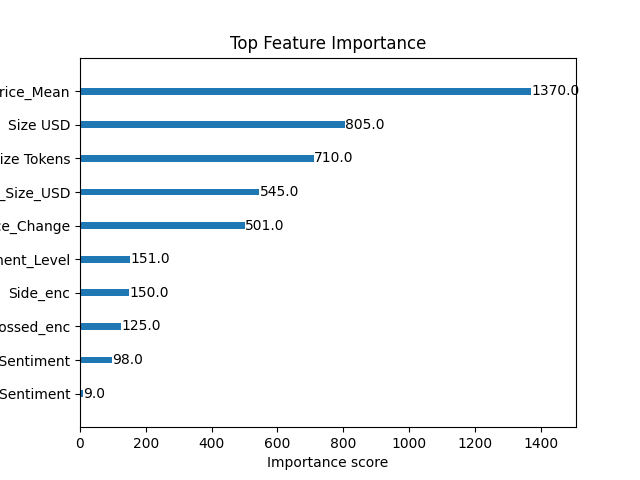 Top Feature Importance
rice_Mean 1370.0
Size USD 805.0
ize Tokens 710.0
_Size_USD 545.0
ce_Change 501.0
ment_Level 151.0
Side_enc 150.0
ossed_enc 125.0
Sentiment 98.0
Sentiment 9.0
0 200 400 600 800 1000 1200 1400
Importance score